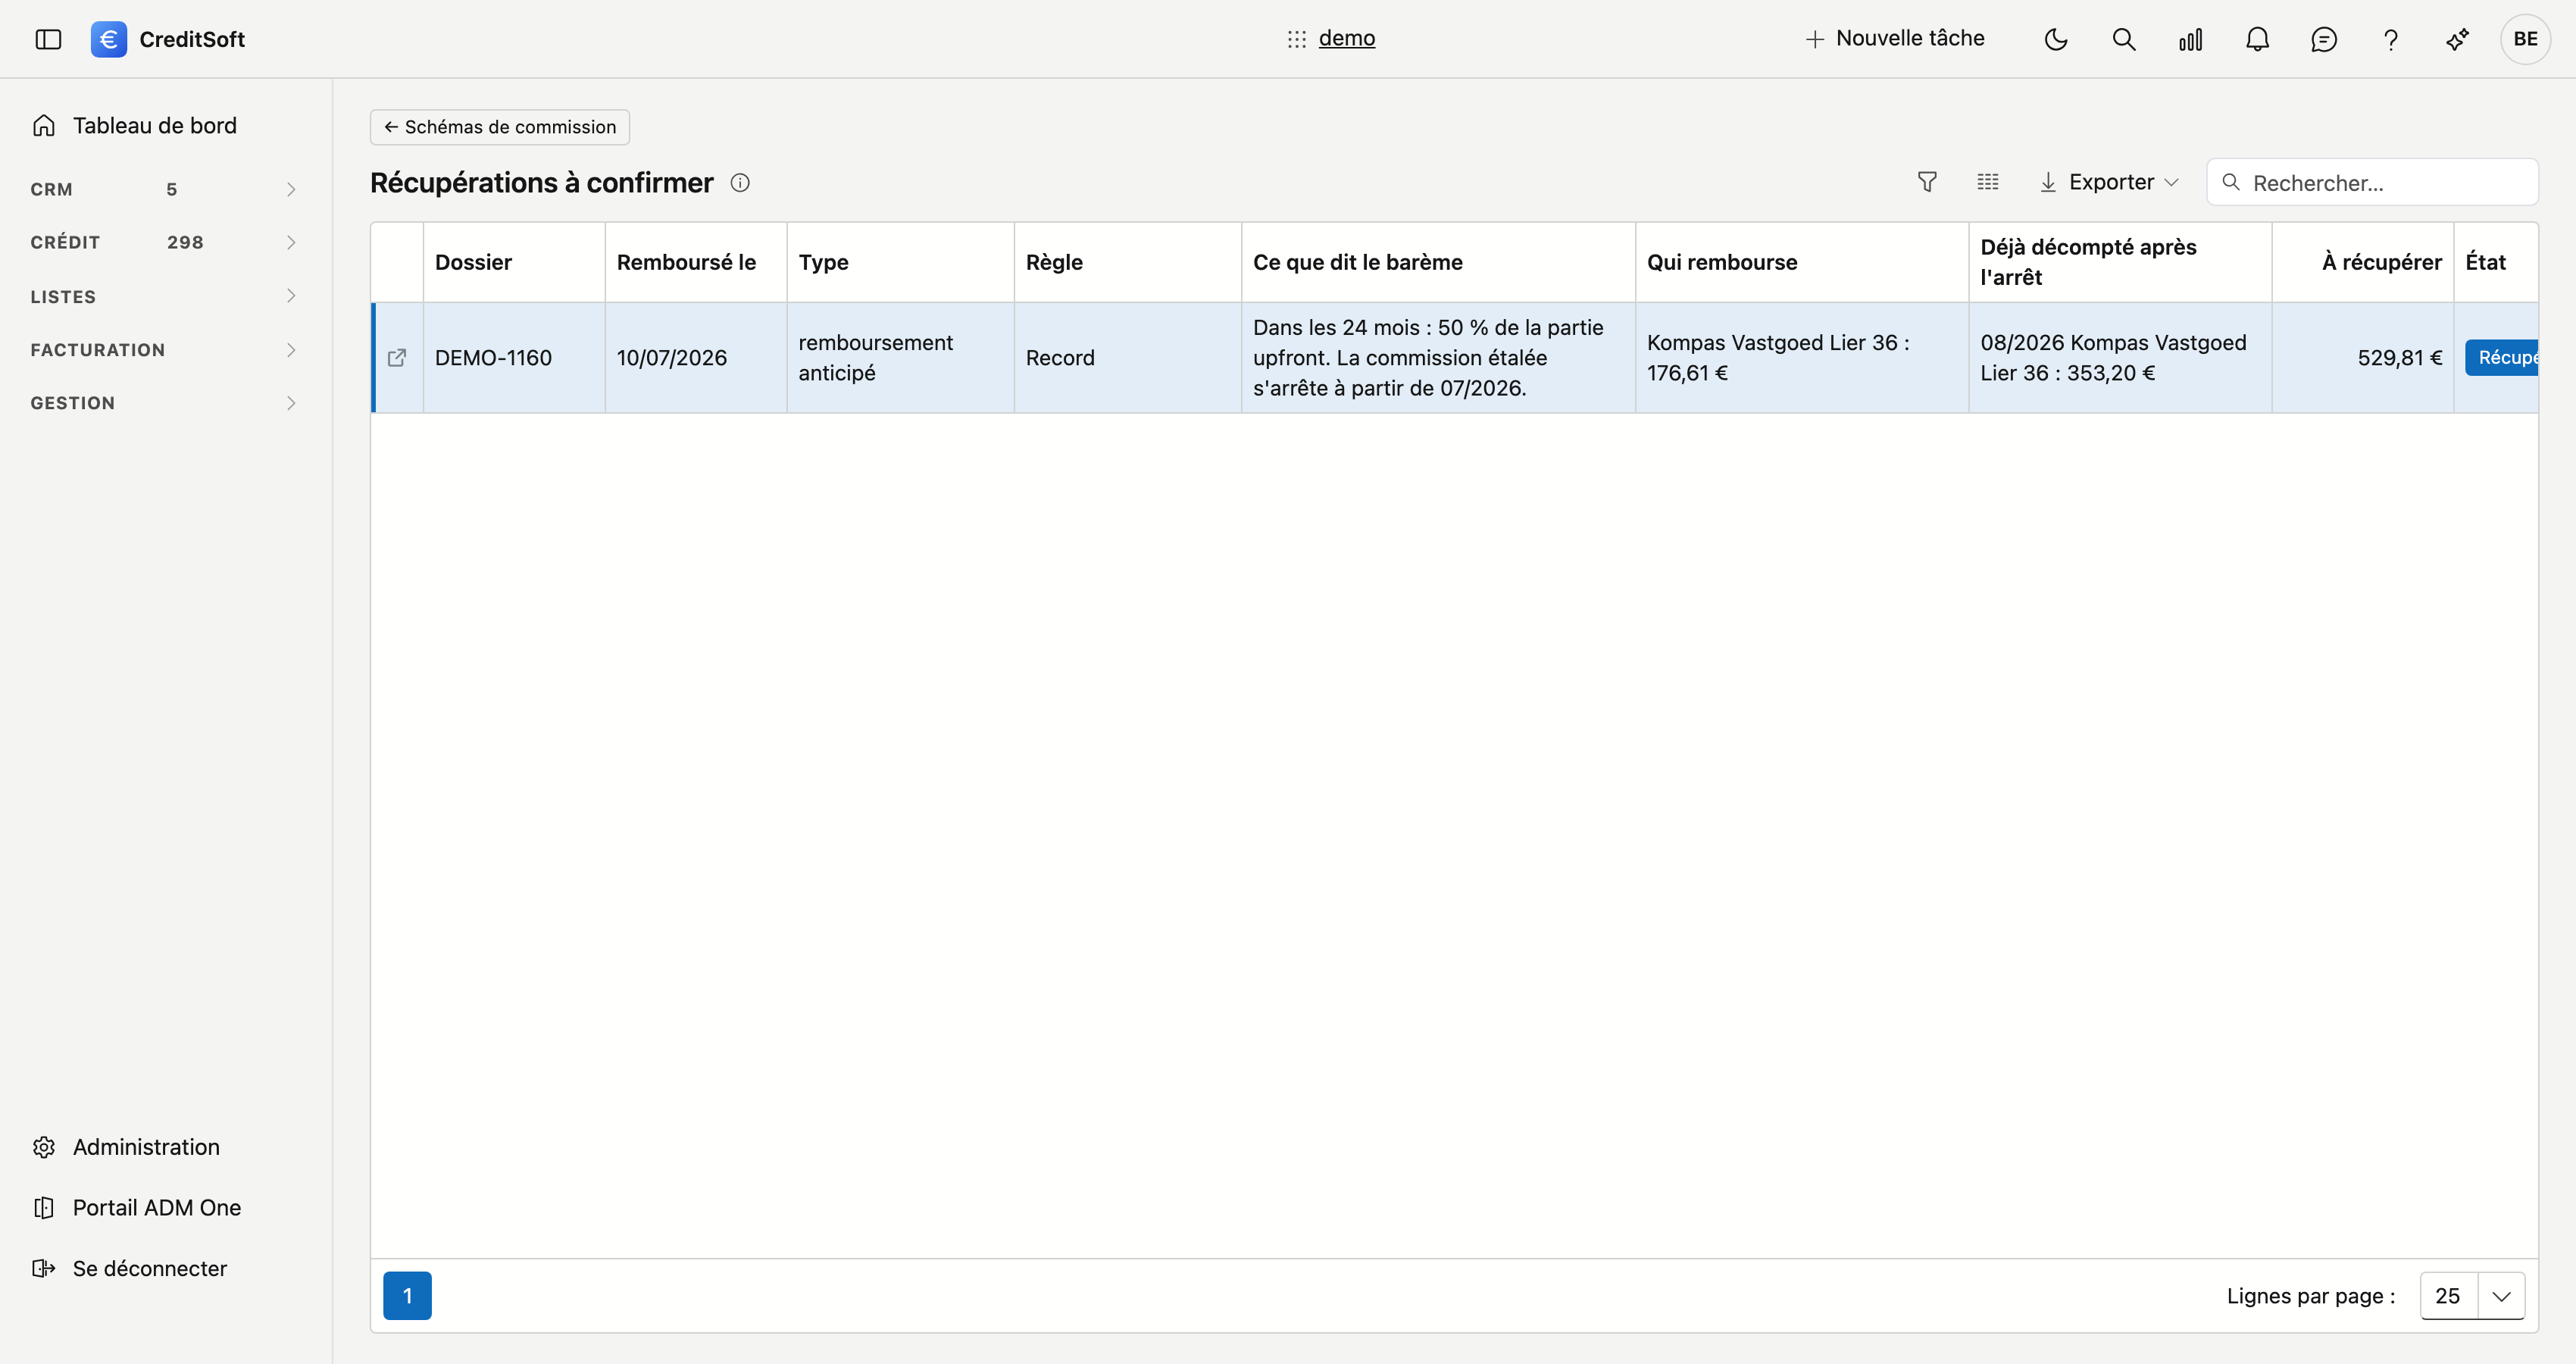 CreditSoft
demo
Nouvelle tâche
BE
Tableau de bord
CRM 5
CRÉDIT 298
LISTES
FACTURATION
GESTION
Administration
Portail ADM One
Se déconnecter
← Schémas de commission
Récupérations à confirmer
Exporter
Rechercher...
Dossier
Remboursé le
Type
Règle
Ce que dit le barème
Qui rembourse
Déjà décompté après
l'arrêt
À récupérer
État
DEMO-1160
10/07/2026
remboursement
anticipé
Record
Dans les 24 mois : 50 % de la partie
upfront. La commission étalée
s'arrête à partir de 07/2026.
Kompas Vastgoed Lier 36 :
176,61 €
08/2026 Kompas Vastgoed
Lier 36 : 353,20 €
529,81 €
Récupé
1
Lignes par page :
25